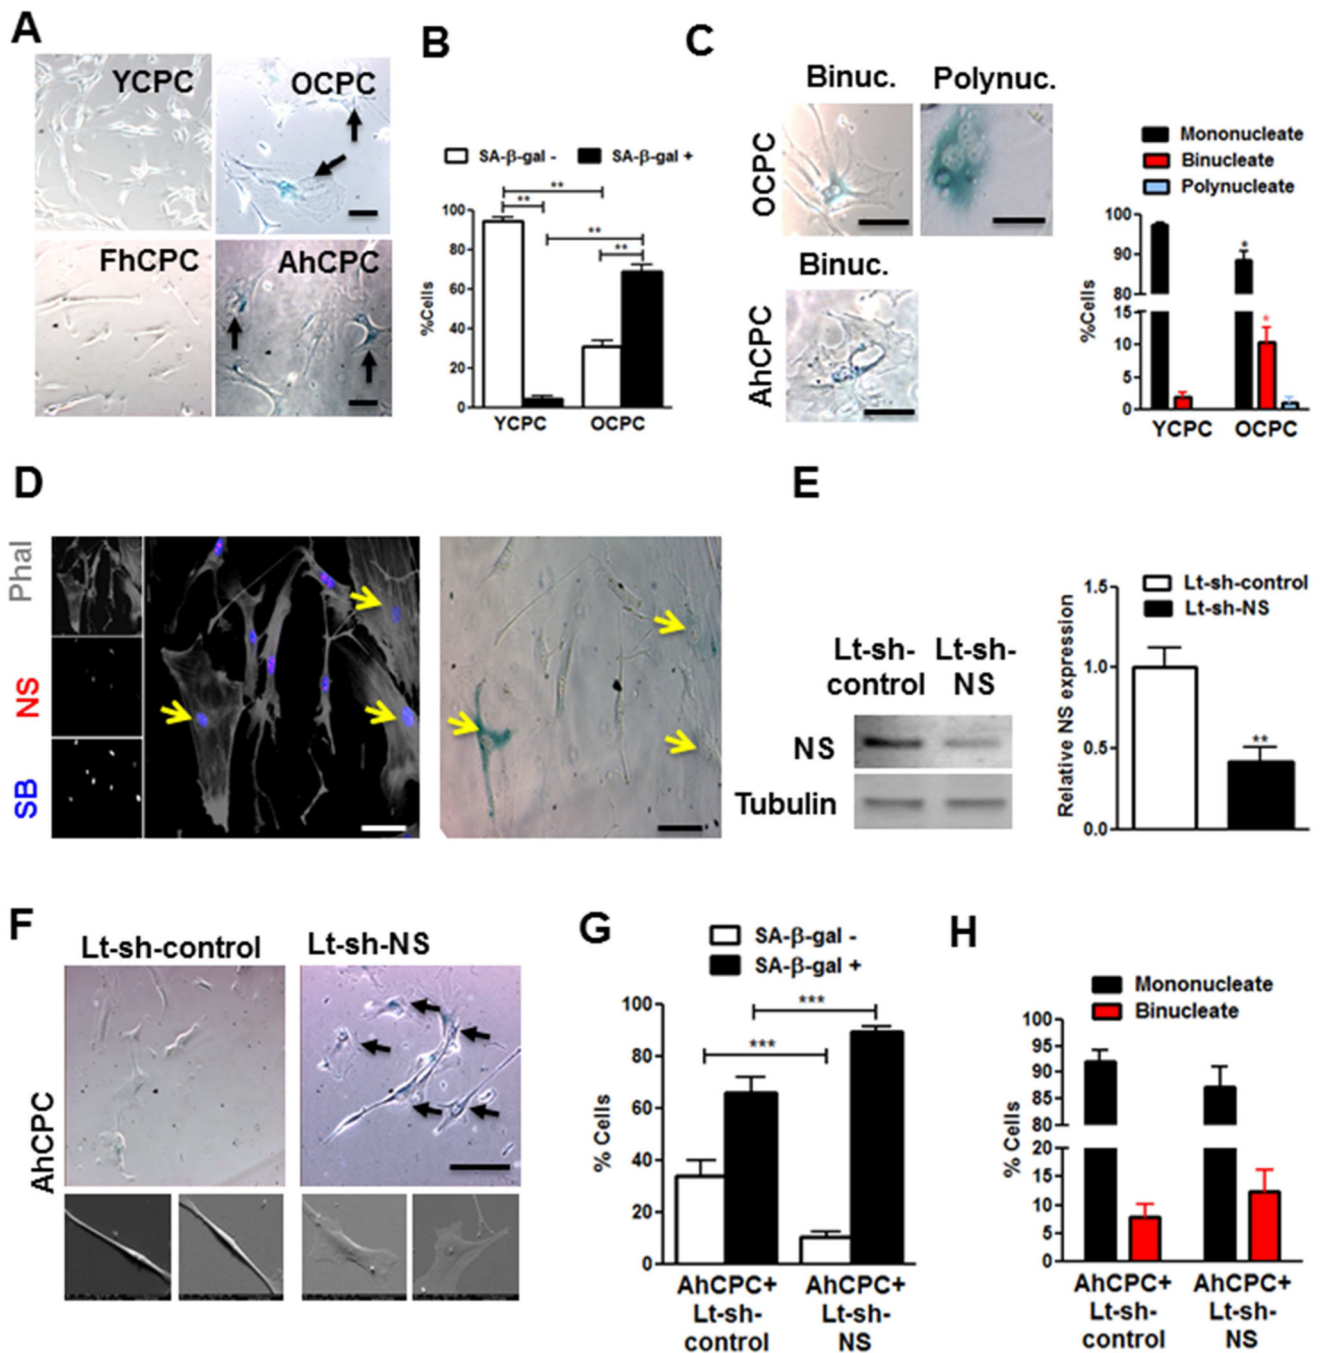 A
YCPC
OCPC
FhCPC
AhCPC
B
SA-β-gal -
SA-β-gal +
**
**
**
**
100
80
60
40
20
0
%Cells
YCPC
OCPC
C
Binuc.
Polynuc.
OCPC
Binuc.
AhCPC
Mononucleate
Binucleate
Polynucleate
100
90
80
15
10
5
0
%Cells
*
*
YCPC
OCPC
D
Phal
NS
SB
E
Lt-sh-
control
Lt-sh-
NS
NS
Tubulin
Lt-sh-control
Lt-sh-NS
Relative NS expression
1.5
1.0
0.5
0.0
**
F
Lt-sh-control
Lt-sh-NS
AhCPC
G
SA-β-gal -
SA-β-gal +
***
***
100
80
60
40
20
0
% Cells
AhCPC+
Lt-sh-
control
AhCPC+
Lt-sh-
NS
H
Mononucleate
Binucleate
100
95
90
85
80
20
15
10
5
0
% Cells
AhCPC+
Lt-sh-
control
AhCPC+
Lt-sh-
NS